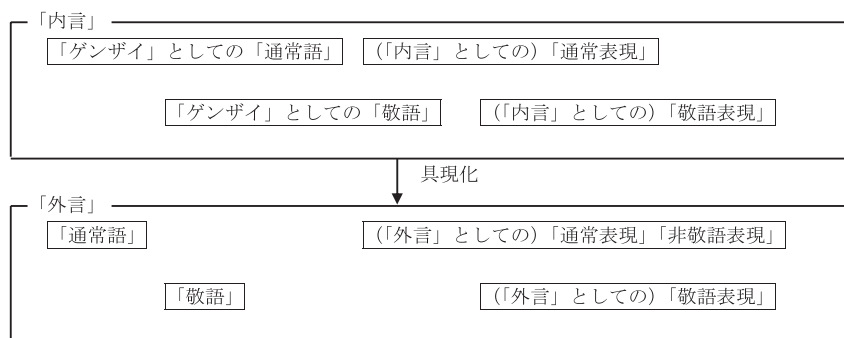 「内言」
「ゲンザイ」としての「通常語」 (「内言」としての)「通常表現」
「ゲンザイ」としての「敬語」 (「内言」としての)「敬語表現」
具現化
「外言」
「通常語」 (「外言」としての)「通常表現」「非敬語表現」
「敬語」 (「外言」としての)「敬語表現」